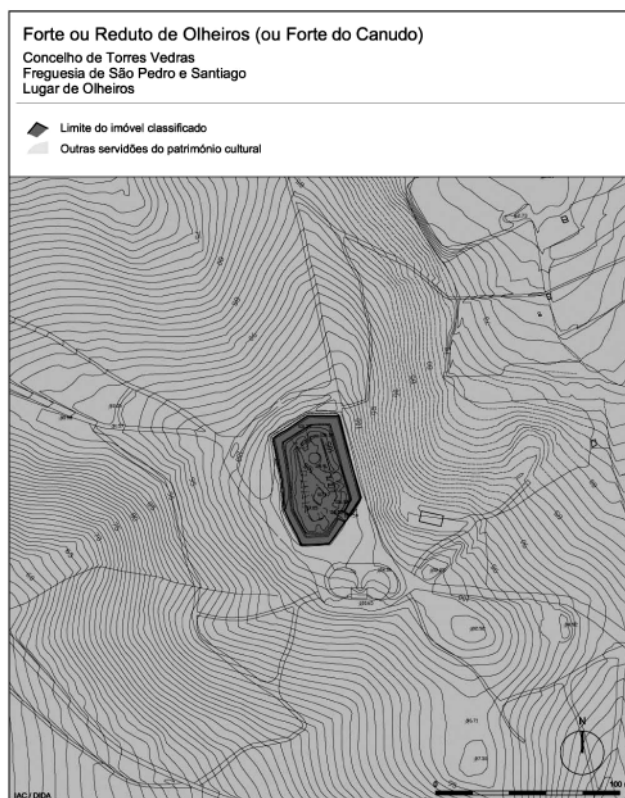 Forte ou Reduto de Olheiros (ou Forte do Canudo)
Concelho de Torres Vedras
Freguesia de São Pedro e Santiago
Lugar de Olheiros
Limite do imóvel classificado
Outras servidões do património cultural
N
0
100
IAC / DIDA